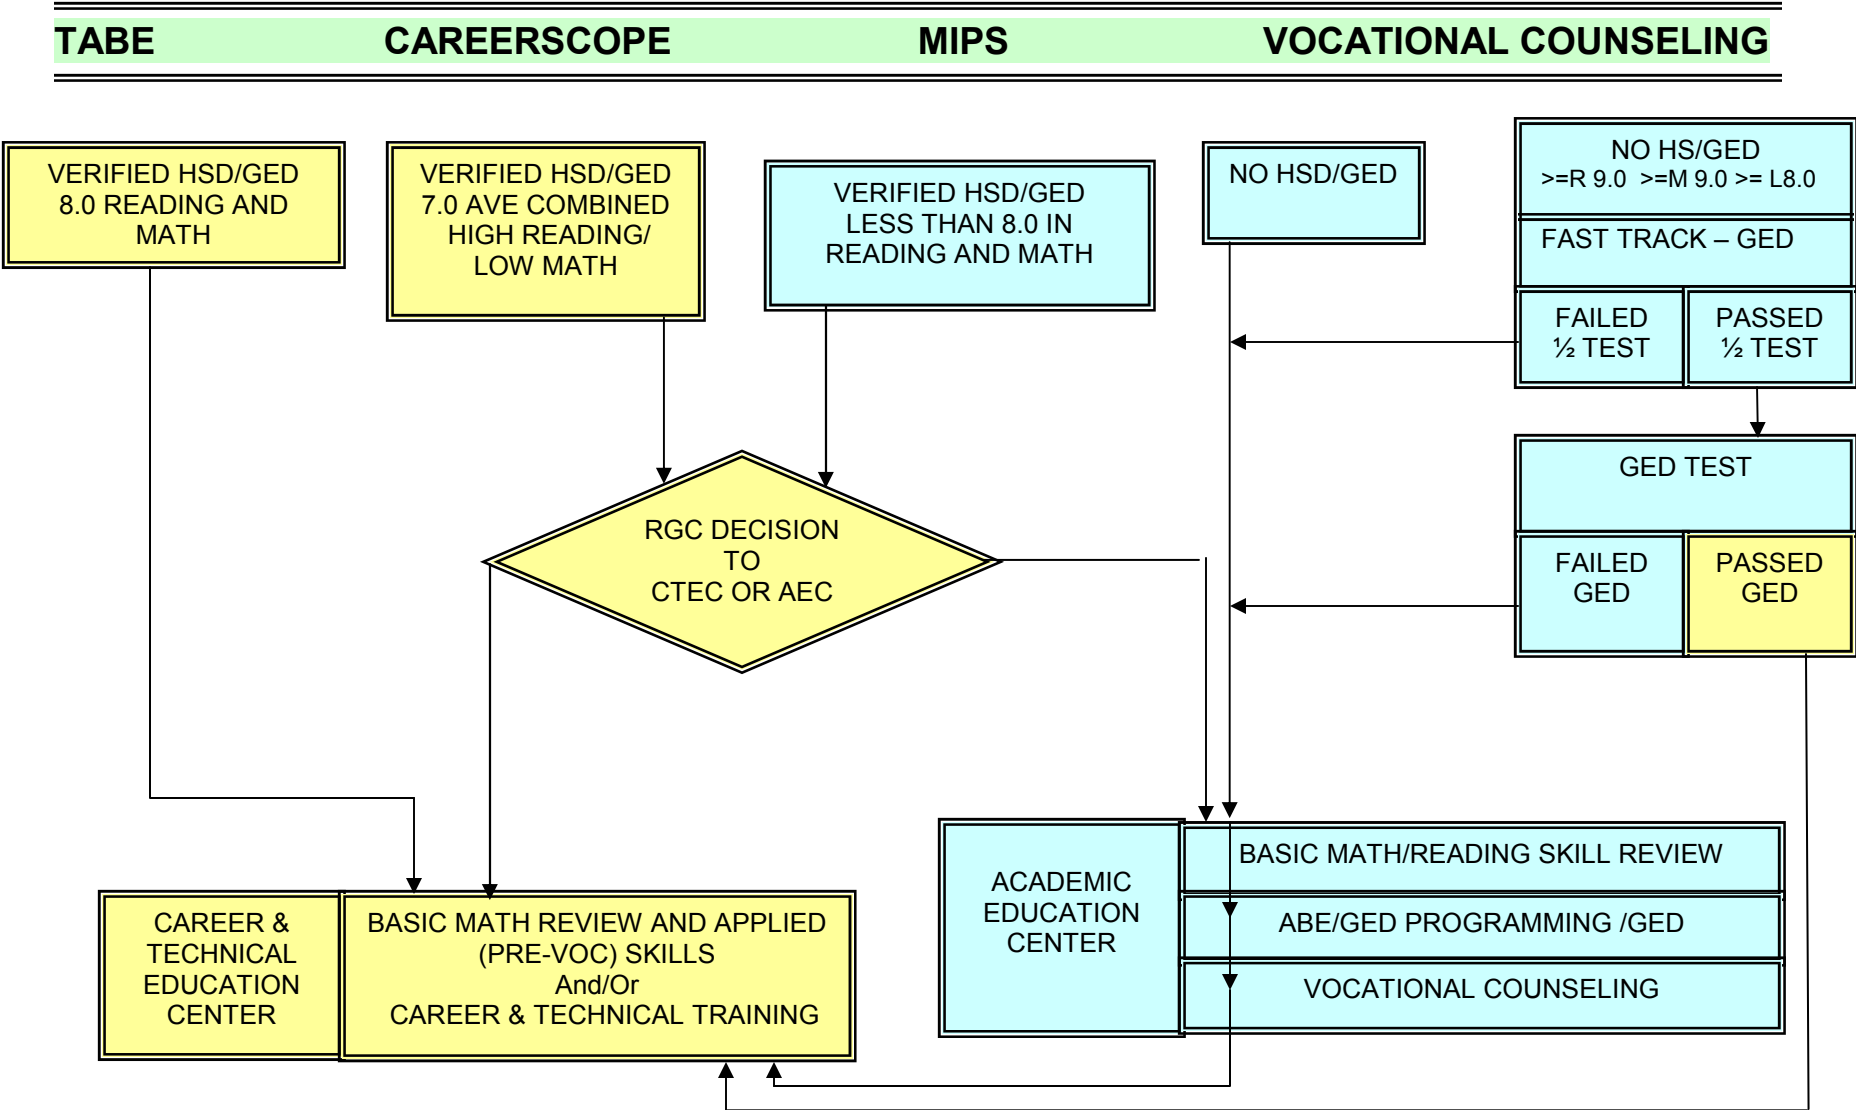 TABE CAREERSCOPE MIPS VOCATIONAL COUNSELING
VERIFIED HSD/GED
8.0 READING AND
MATH
VERIFIED HSD/GED
7.0 AVE COMBINED
HIGH READING/
LOW MATH
VERIFIED HSD/GED
LESS THAN 8.0 IN
READING AND MATH
NO HSD/GED
NO HS/GED
>=R 9.0 >=M 9.0 >= L8.0
FAST TRACK – GED
FAILED
½ TEST
PASSED
½ TEST
GED TEST
FAILED
GED
PASSED
GED
RGC DECISION
TO
CTEC OR AEC
CAREER &
TECHNICAL
EDUCATION
CENTER
BASIC MATH REVIEW AND APPLIED
(PRE-VOC) SKILLS
And/Or
CAREER & TECHNICAL TRAINING
ACADEMIC
EDUCATION
CENTER
BASIC MATH/READING SKILL REVIEW
ABE/GED PROGRAMMING /GED
VOCATIONAL COUNSELING